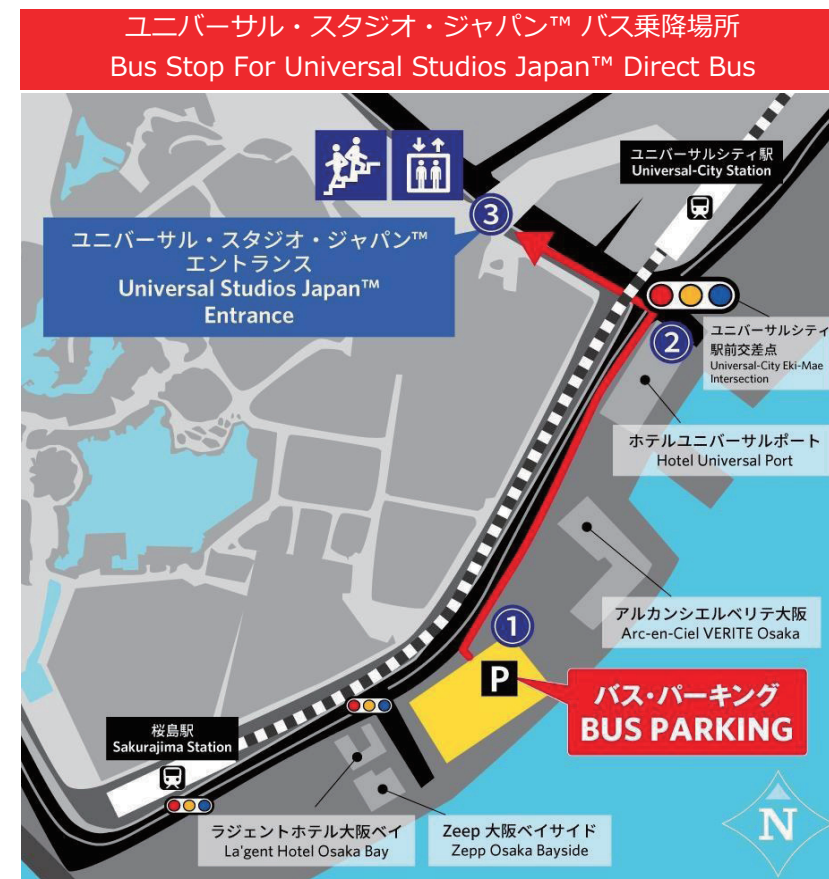 ユニバーサル・スタジオ・ジャパン™ バス乗降場所
Bus Stop For Universal Studios Japan™ Direct Bus
ユニバーサルシティ駅
Universal-City Station
3
ユニバーサル・スタジオ・ジャパン™
エントランス
Universal Studios Japan™
Entrance
2
ユニバーサルシティ
駅前交差点
Universal-City Eki-Mae
Intersection
ホテルユニバーサルポート
Hotel Universal Port
アルカンシエルベリテ大阪
Arc-en-Ciel VERITE Osaka
1
P
バス・パーキング
BUS PARKING
桜島駅
Sakurajima Station
ラジェントホテル大阪ベイ
La'gent Hotel Osaka Bay
Zeep 大阪ベイサイド
Zepp Osaka Bayside
N